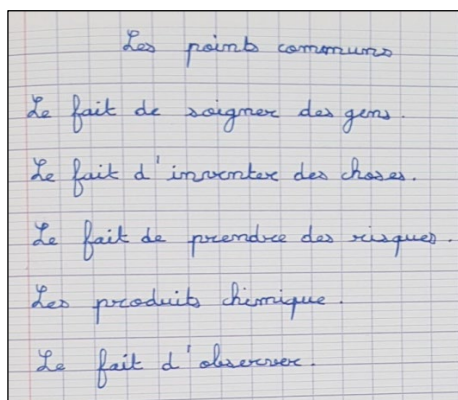 Les points communs
Le fait de soigner des gens.
Le fait d'inventer des choses.
Le fait de prendre des risques.
Les produits chimique.
Le fait d'observer.